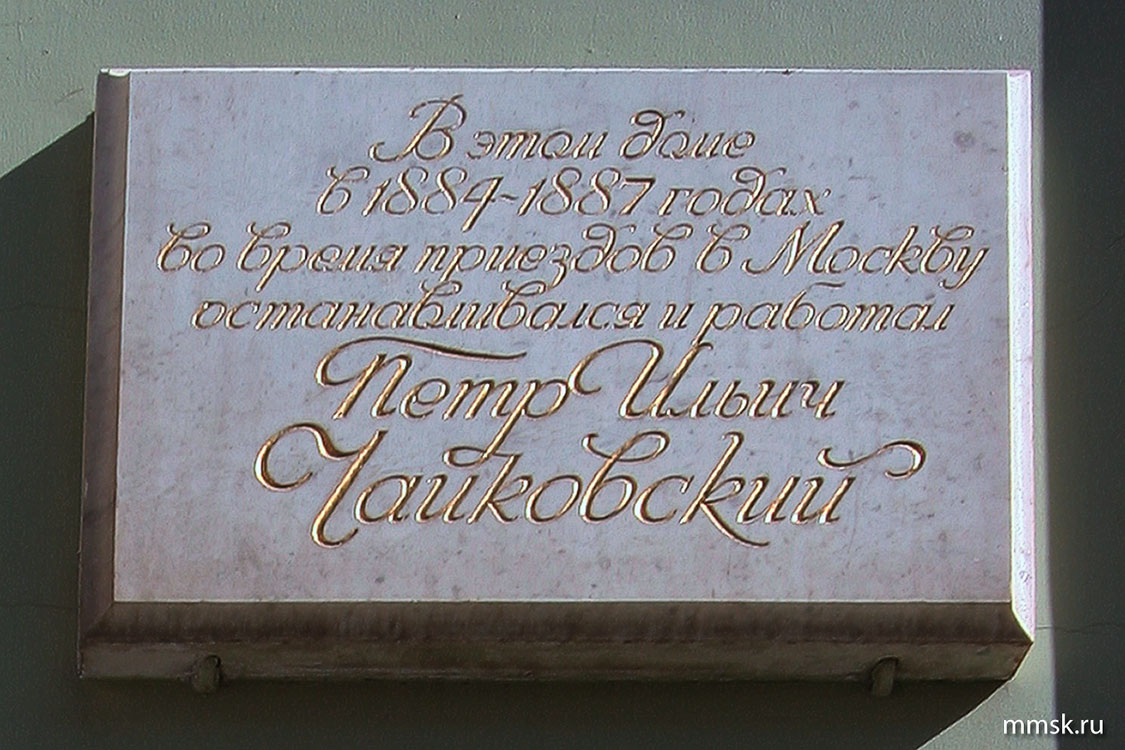 В этом доме
в 1884-1887 годах
во время приездов в Москву
останавливался и работал
Петр Ильич
Чайковский
mmsk.ru